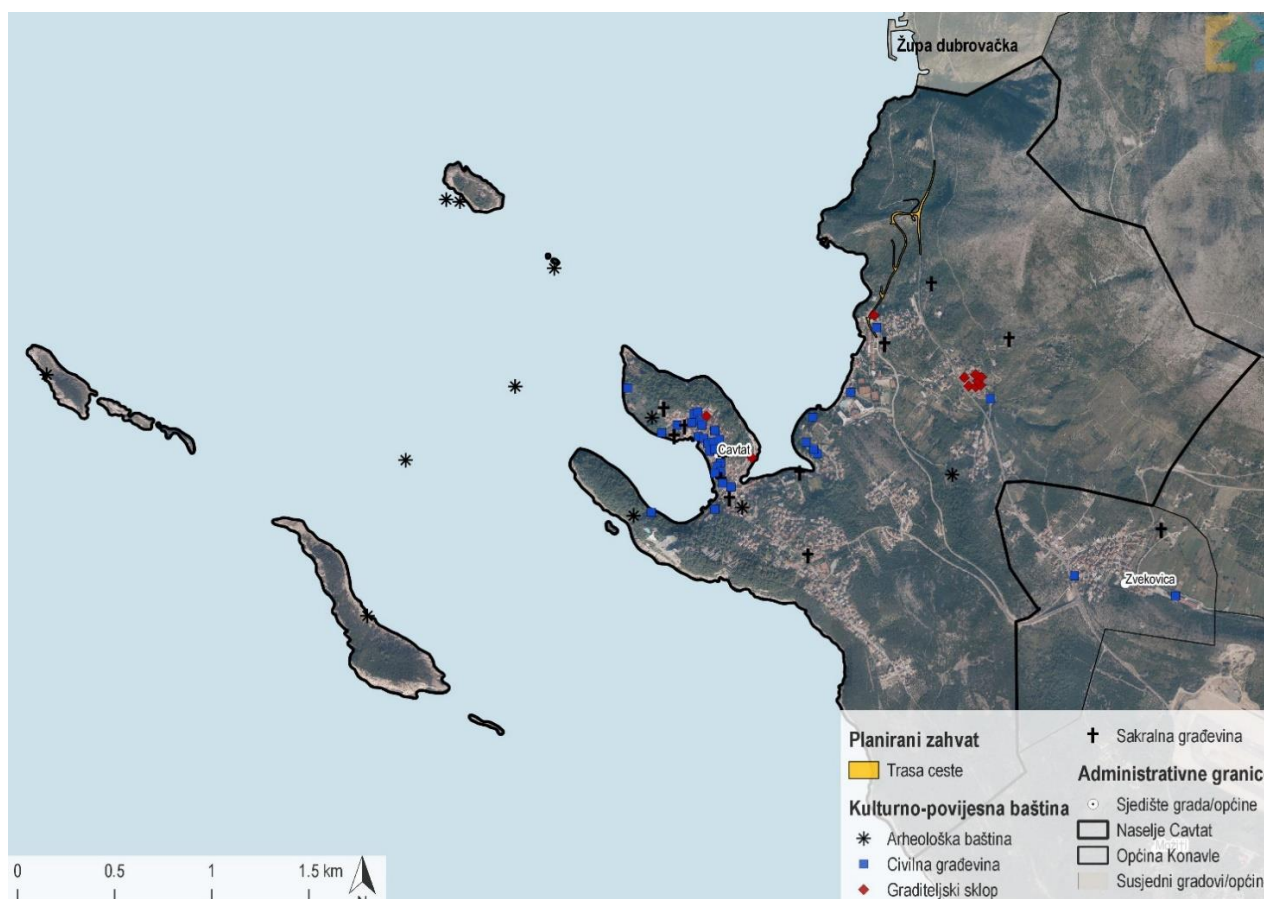 Župa dubrovačka
Cavtat
Zvekovica
Planirani zahvat
Trasa ceste
Kulturno-povijesna baština
Arheološka baština
Civilna građevina
Graditeljski sklop
Sakralna građevina
Administrativne granice
Sjedište grada/općine
Naselje Cavtat
Općina Konavle
Susjedni gradovi/općin
0 0.5 1 1.5 km